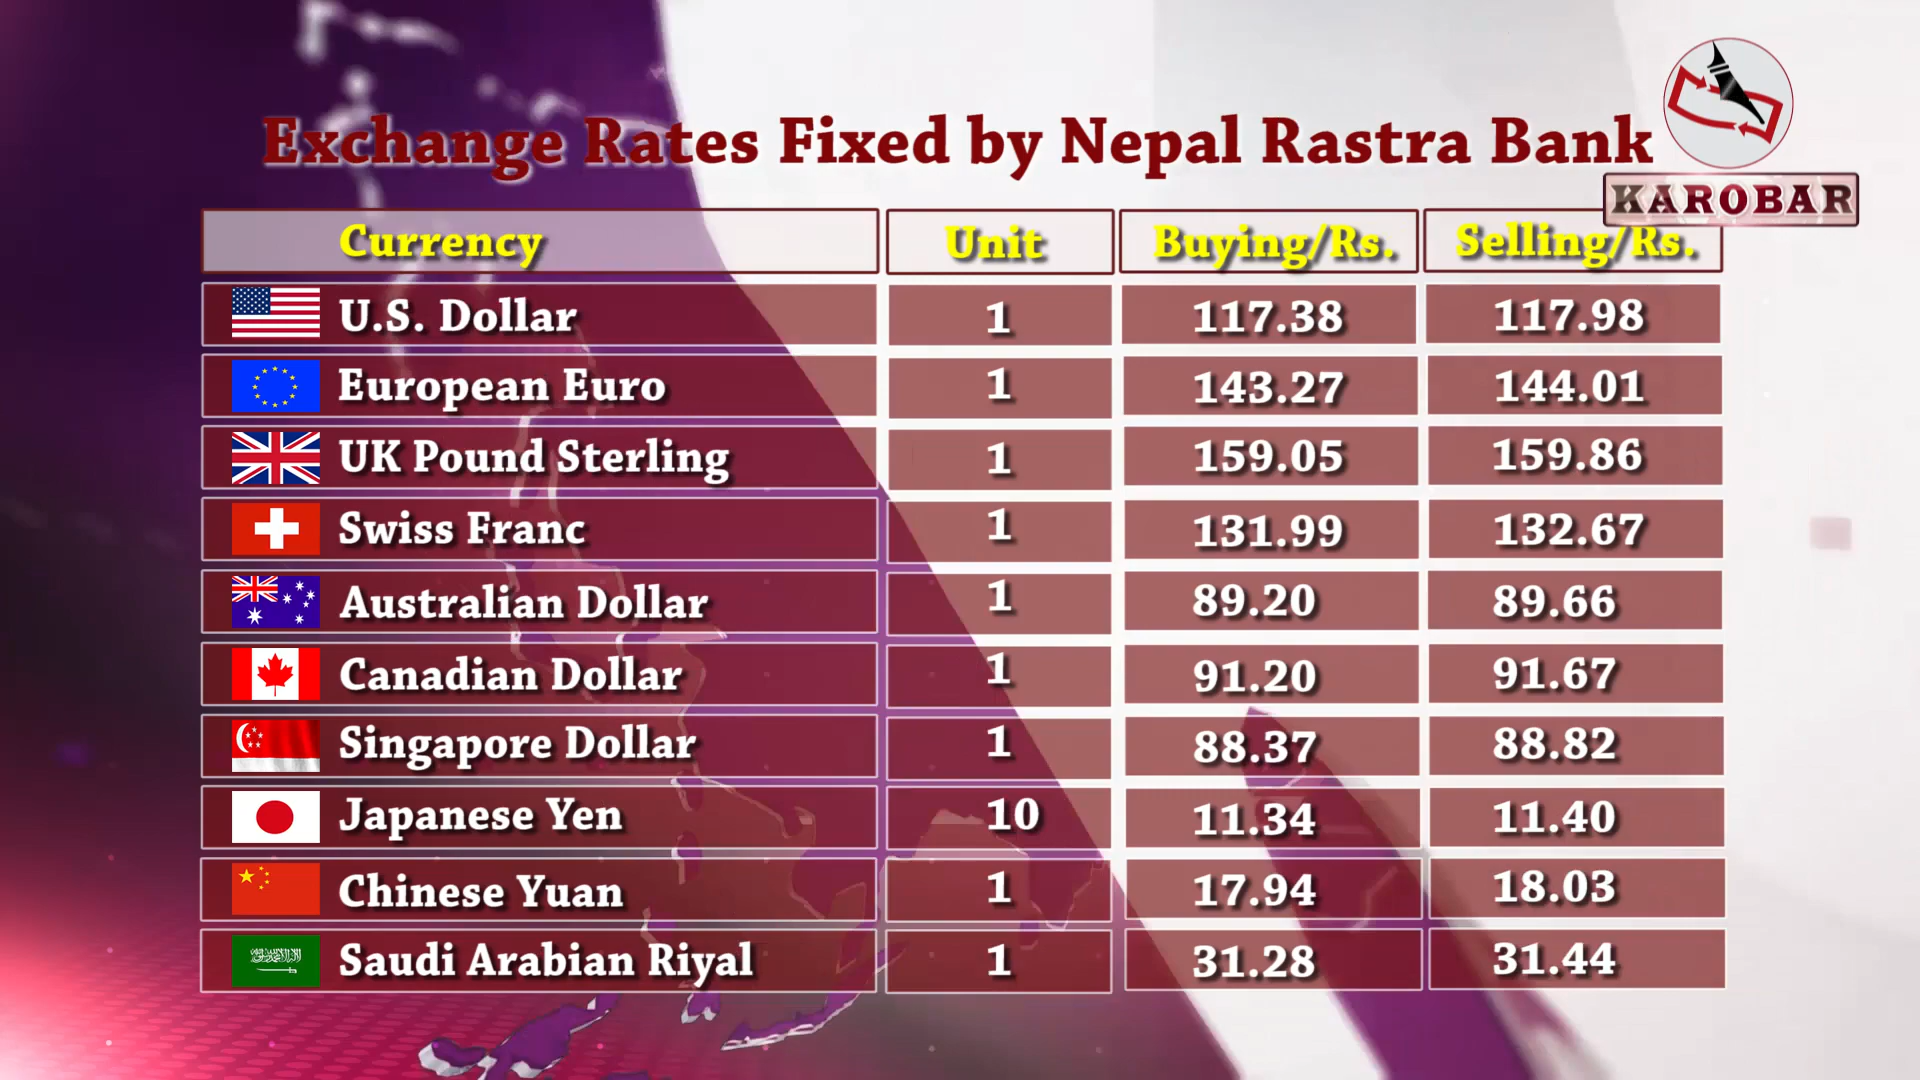 Exchange Rates Fixed by Nepal Rastra Bank
KAROBAR
Currency Unit Buying/Rs. Selling/Rs.
U.S. Dollar 1 117.38 117.98
European Euro 1 143.27 144.01
UK Pound Sterling 1 159.05 159.86
Swiss Franc 1 131.99 132.67
Australian Dollar 1 89.20 89.66
Canadian Dollar 1 91.20 91.67
Singapore Dollar 1 88.37 88.82
Japanese Yen 10 11.34 11.40
Chinese Yuan 1 17.94 18.03
Saudi Arabian Riyal 1 31.28 31.44